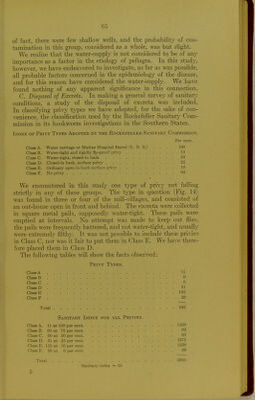 65
of fact, there were few shallow wells, and the probability of con-
tamination in this group, considered as a whole, was but slight.
We realize that the water-supply is not considered to be of any
importance as a factor in the etiology of pellagra. In this study,
however, we have endeavored to investigate, as far as was possible,
all probable factors concerned in the epidemiology of the disease,
and for this reason have considered the water-supply. We have
found nothing of any apparent significance in this connection.
C. Disposal of Excreta. In making a general survey of sanitary
conditions, a study of the disposal of excreta was included.
In classifying privy types we have adopted, for the sake of con-
venience, the classification used by the Rockefeller Sanitary Com-
mission in its hookworm investigations in the Southern States.
Index of Privy Types Adopted by the Rockefeller Sanitary Commission.
Per cent.
Class A.
Class B. Water-tight and rigidly fly-proof privy
Class C. Water-tight, closed in back
Class D. Closed-in back, surface privy
Class E. Ordinary open-in-back surface privy
Class F. No privy
We encountered in this study one type of privy not falling
strictly in any of these groups. The type in question (Fig. 14)
was found in three or four of the mill-villages, and consisted of
an out-house open in front and behind. The excreta were collected
in square metal pails, supposedly water-tight. These pails were
emptied at intervals. No attempt was made to keep out flies,
the pails were frequently battered, and not water-tight, and usually
were extremely filthy. It was not possible to include these privies
in Class C, nor was it fair to put them in Class E. We have there-
fore placed them in Class D.
The following tables will show the facts observed:
Privy Types.
Class A
Class B
Class C
Class D
Class E
Class F
Total
Sanitary Index for all Privies.
Class A.
Class B.
Class C.
Class D.
Class E.
Class F.
Total
Sanitary index
5